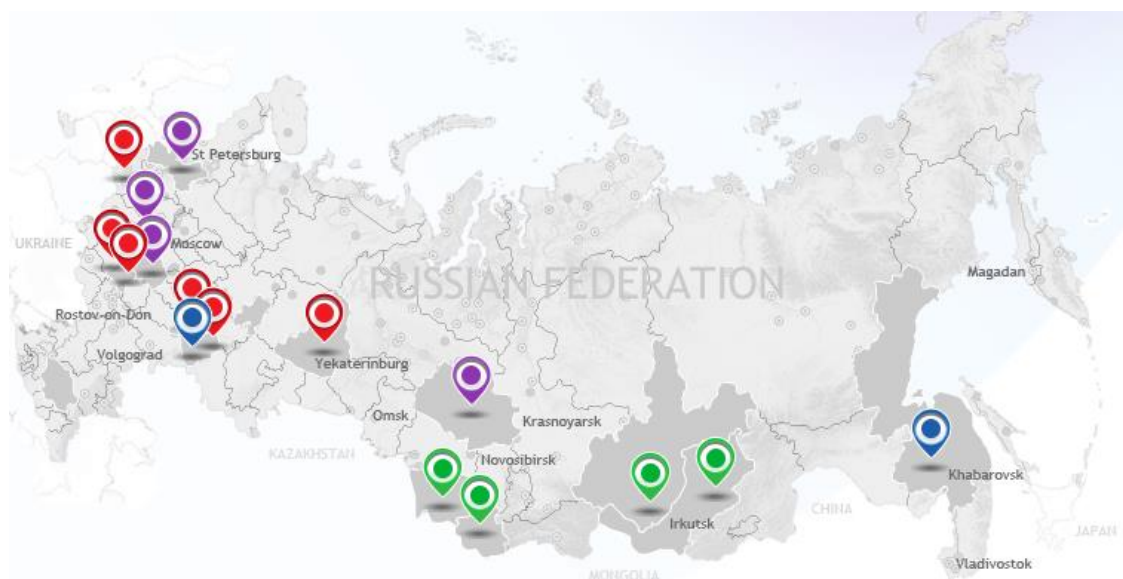 St Petersburg
UKRAINE
Moscow
RUSSIAN FEDERATION
Magadan
Rostov-on-Don
Volgograd
Yekaterinburg
Omsk
Krasnoyarsk
KAZAKHSTAN
Novosibirsk
Khabarovsk
CHINA
Irkutsk
JAPAN
Vladivostok
MONGOLIA